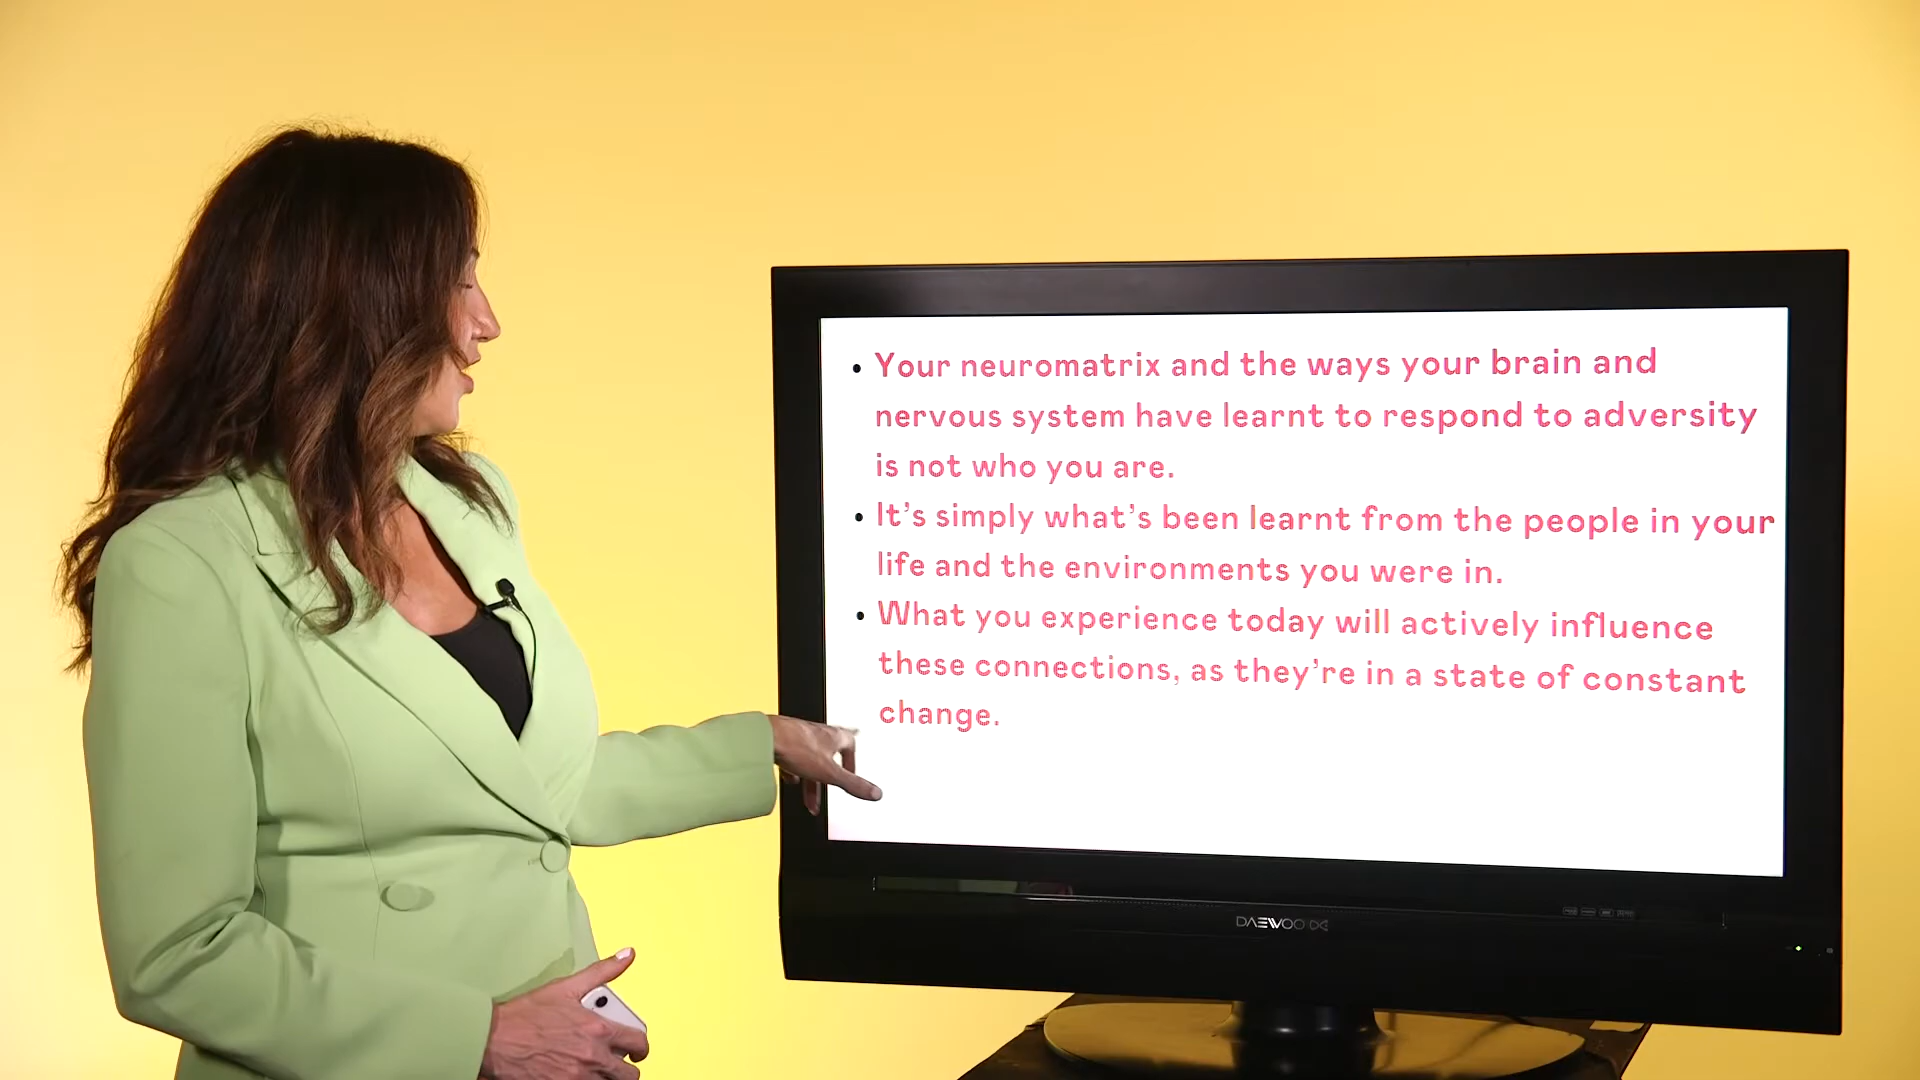 • Your neuromatrix and the ways your brain and
nervous system have learnt to respond to adversity
is not who you are.
• It's simply what's been learnt from the people in your
life and the environments you were in.
• What you experience today will actively influence
these connections, as they're in a state of constant
change.
DAEWOO